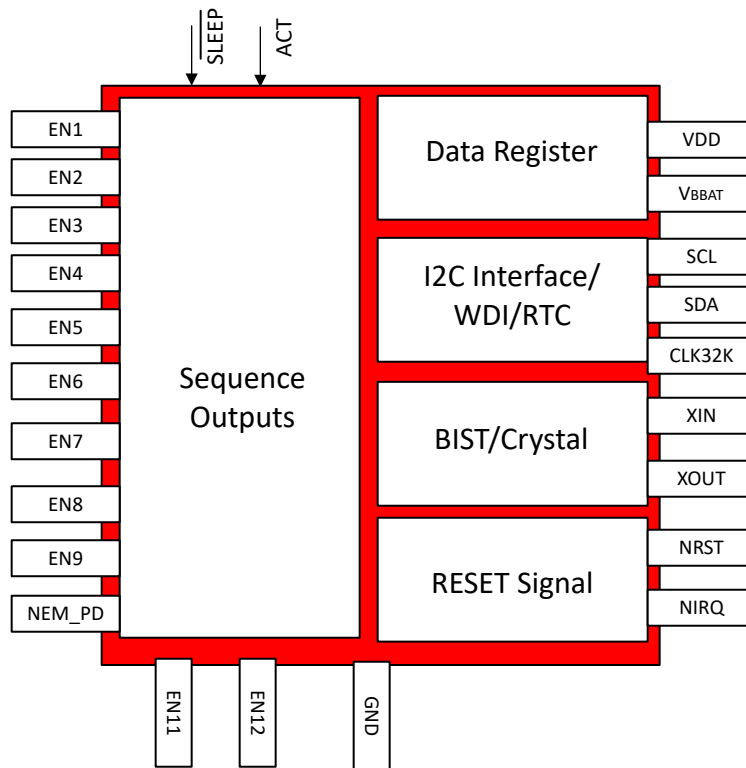 SLEEP
ACT
EN1
EN2
EN3
EN4
EN5
EN6
EN7
EN8
EN9
NEM_PD
Sequence
Outputs
Data Register
I2C Interface/
WDI/RTC
BIST/Crystal
RESET Signal
VDD
VBBAT
SCL
SDA
CLK32K
XIN
XOUT
NRST
NIRQ
EN11
EN12
GND